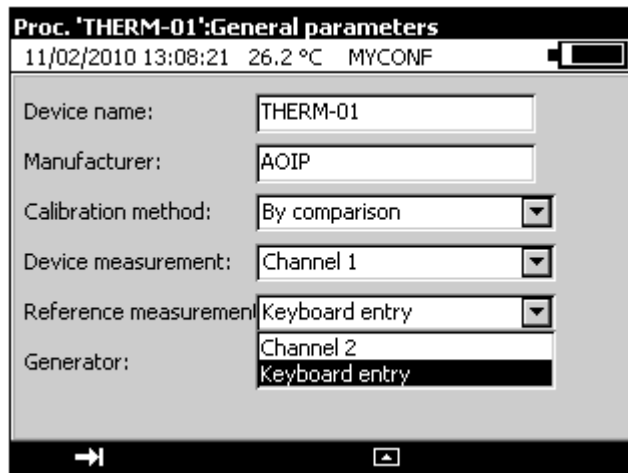 Proc. 'THERM-01':General parameters
11/02/2010 13:08:21 26.2 °C MYCONF
Device name: THERM-01
Manufacturer: AOIP
Calibration method: By comparison
Device measurement: Channel 1
Reference measuremen Keyboard entry
Channel 2
Generator:
Keyboard entry